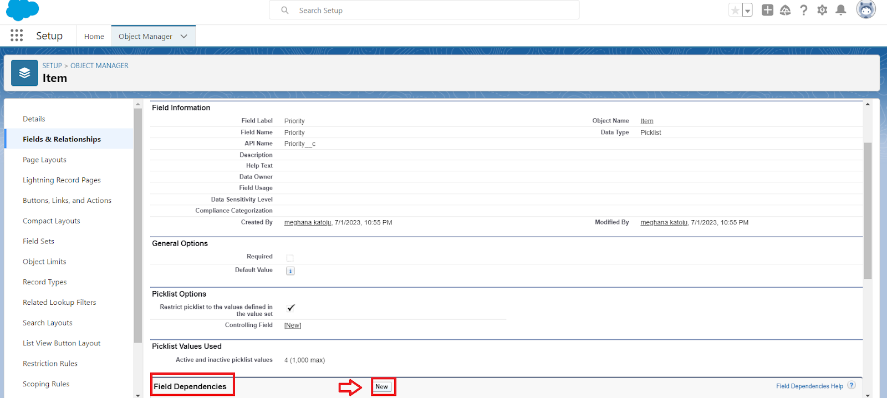 Search Setup
Setup Home Object Manager
SETUP > OBJECT MANAGER
Item
Details
Fields & Relationships
Page Layouts
Lightning Record Pages
Buttons, Links, and Actions
Compact Layouts
Field Sets
Object Limits
Record Types
Related Lookup Filters
Search Layouts
List View Button Layout
Restriction Rules
Scoping Rules
Field Information
Field Label Priority Object Name Item
Field Name Priority Data Type Picklist
API Name Priority__c
Description
Help Text
Data Owner
Field Usage
Data Sensitivity Level
Compliance Categorization
Created By meghana katoju, 7/1/2023, 10:55 PM Modified By meghana katoju, 7/1/2023, 10:55 PM
General Options
Required
Default Value
Picklist Options
Restrict picklist to the values defined in
the value set
Controlling Field [New]
Picklist Values Used
Active and inactive picklist values 4 (1,000 max)
Field Dependencies New Field Dependencies Help ?